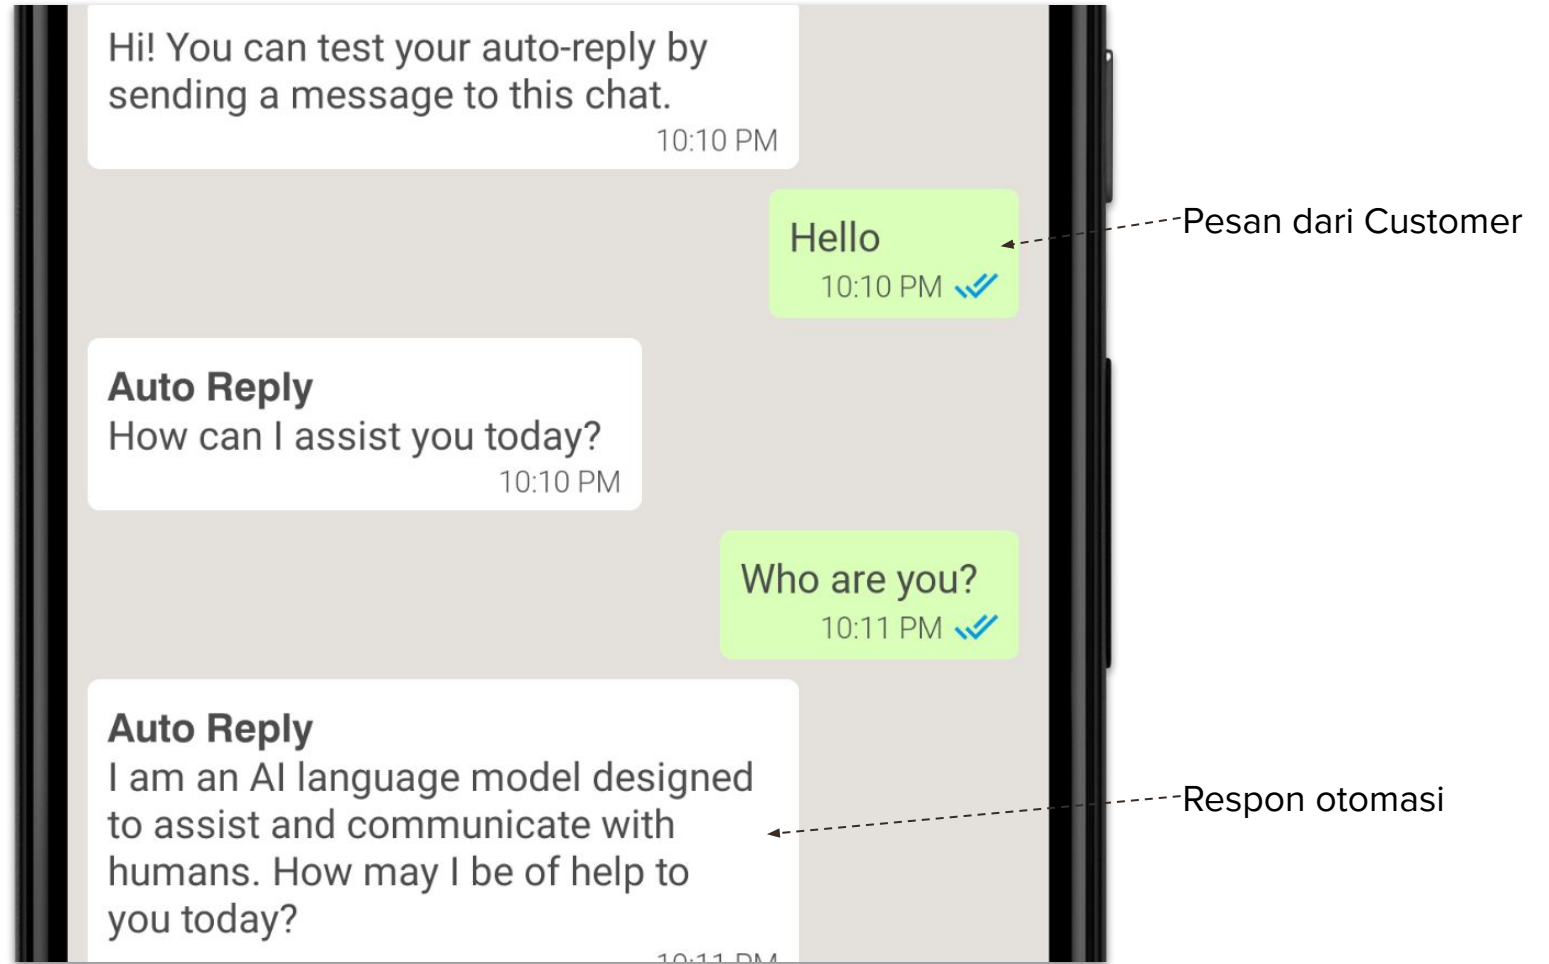 Hi! You can test your auto-reply by
sending a message to this chat.
10:10 PM
Hello
10:10 PM
Pesan dari Customer
Auto Reply
How can I assist you today?
10:10 PM
Who are you?
10:11 PM
Auto Reply
I am an AI language model designed
to assist and communicate with
humans. How may I be of help to
you today?
Respon otomasi
10:11 PM